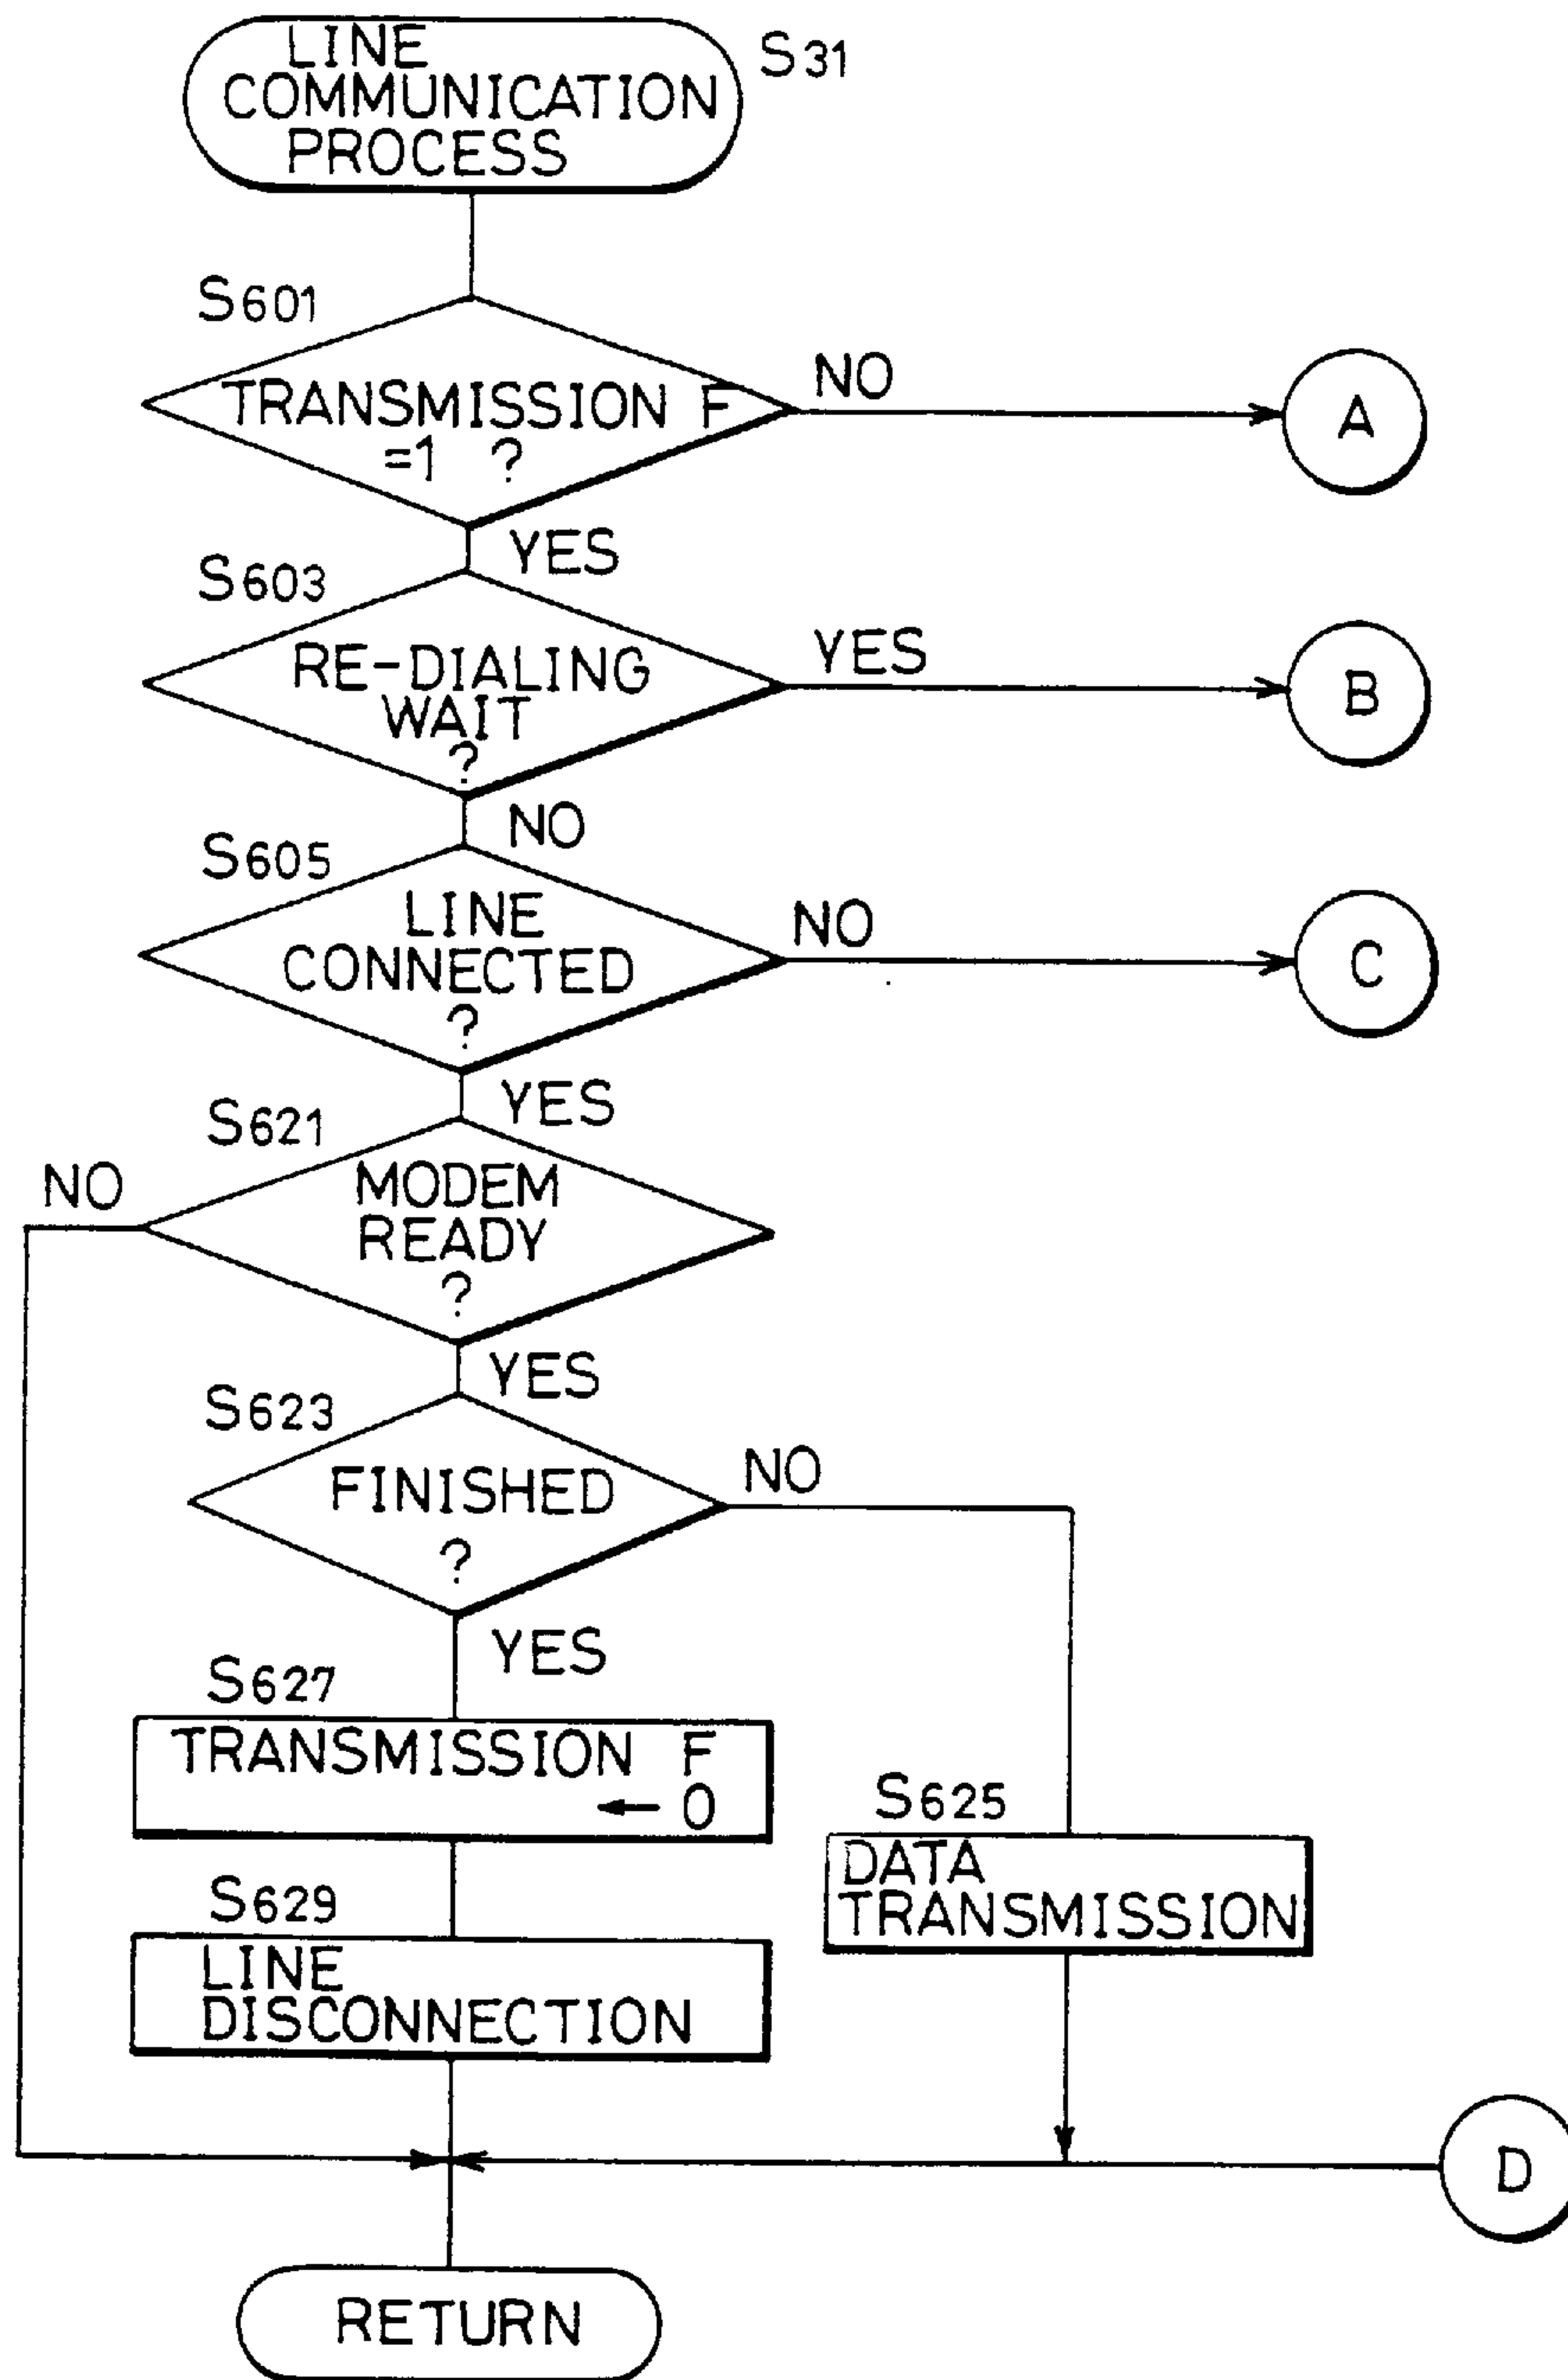 LINE
COMMUNICATION
PROCESS
S31
S601
TRANSMISSION F
=1 ?
NO
A
YES
S603
RE-DIALING
WAIT
?
YES
B
NO
S605
LINE
CONNECTED
?
NO
C
YES
S621
NO
MODEM
READY
?
YES
S623
FINISHED
?
NO
YES
S627
TRANSMISSION F
← 0
S625
DATA
TRANSMISSION
S629
LINE
DISCONNECTION
D
RETURN